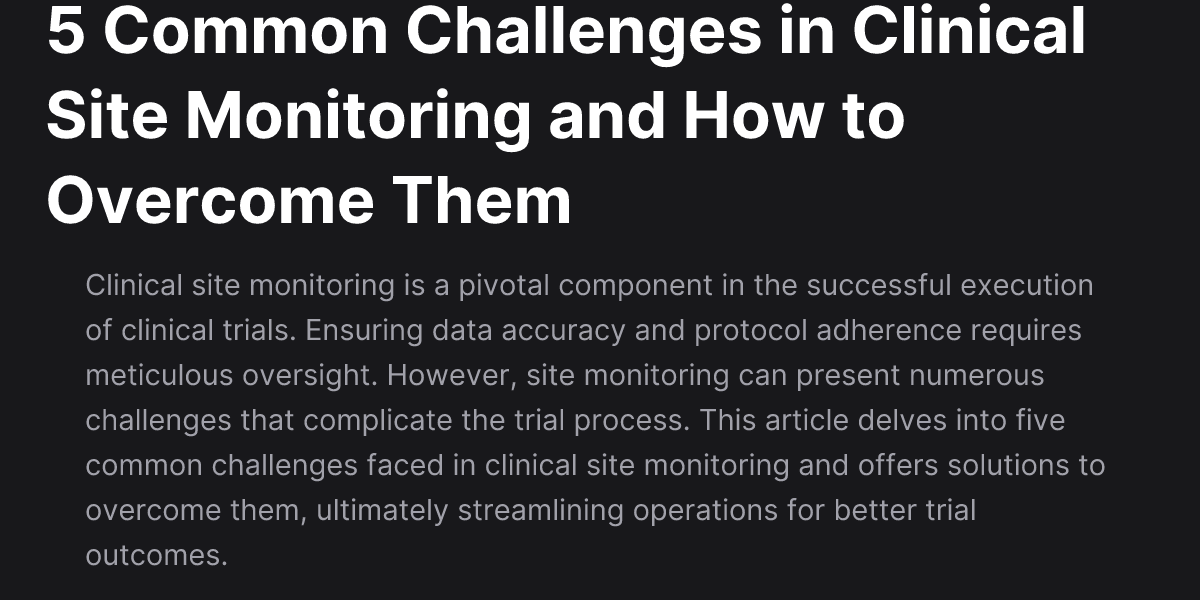 5 Common Challenges in Clinical
Site Monitoring and How to
Overcome Them
Clinical site monitoring is a pivotal component in the successful execution
of clinical trials. Ensuring data accuracy and protocol adherence requires
meticulous oversight. However, site monitoring can present numerous
challenges that complicate the trial process. This article delves into five
common challenges faced in clinical site monitoring and offers solutions to
overcome them, ultimately streamlining operations for better trial
outcomes.